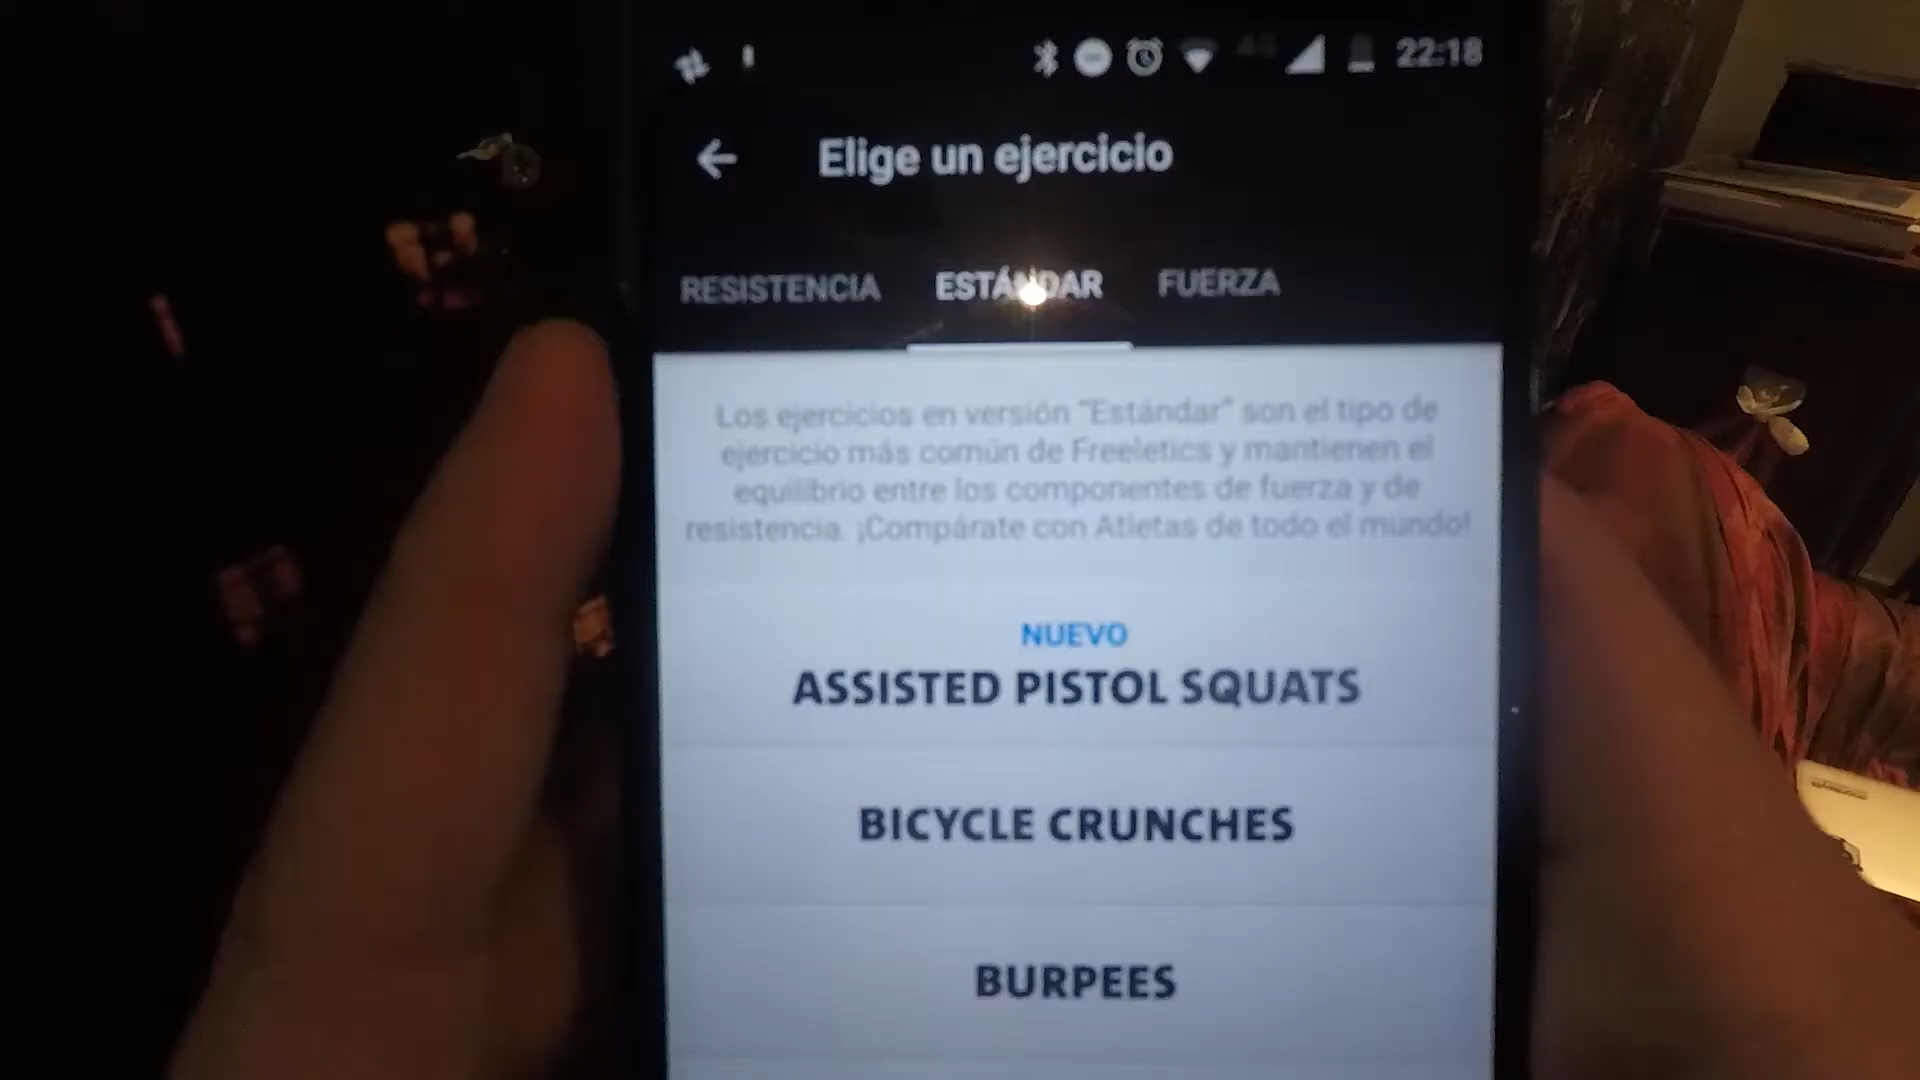 22:18
Elige un ejercicio
RESISTENCIA ESTÁNDAR FUERZA
Los ejercicios en versión "Estándar" son el tipo de
ejercicio más común de Freeletics y mantienen el
equilibrio entre los componentes de fuerza y de
resistencia. ¡Compárate con Atletas de todo el mundo!
NUEVO
ASSISTED PISTOL SQUATS
BICYCLE CRUNCHES
BURPEES